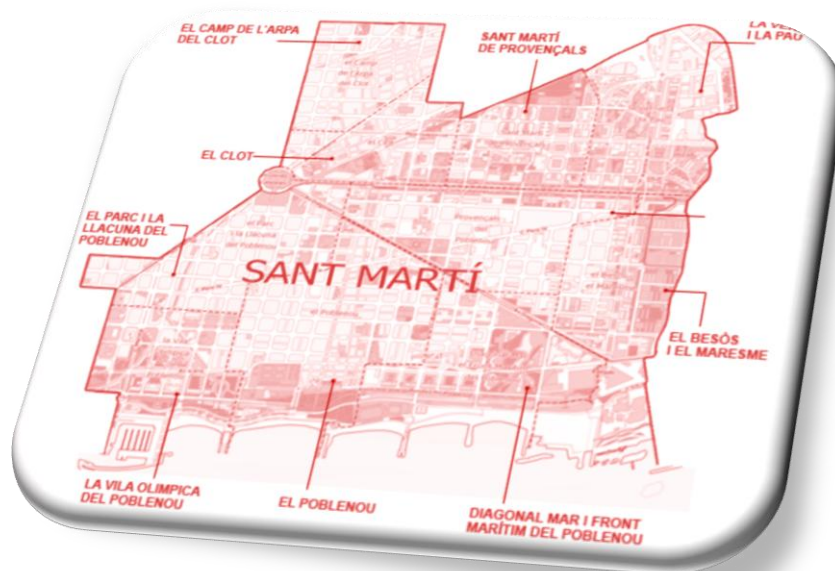 EL CAMP DE L'ARPA
DEL CLOT
SANT MARTÍ
DE PROVENÇALS
I LA PAU
EL CLOT
EL PARC I LA
LLACUNA DEL
POBLENOU
SANT MARTÍ
EL BESÒS
I EL MARESME
LA VILA OLIMPICA
DEL POBLENOU
EL POBLENOU
DIAGONAL MAR I FRONT
MARÍTIM DEL POBLENOU